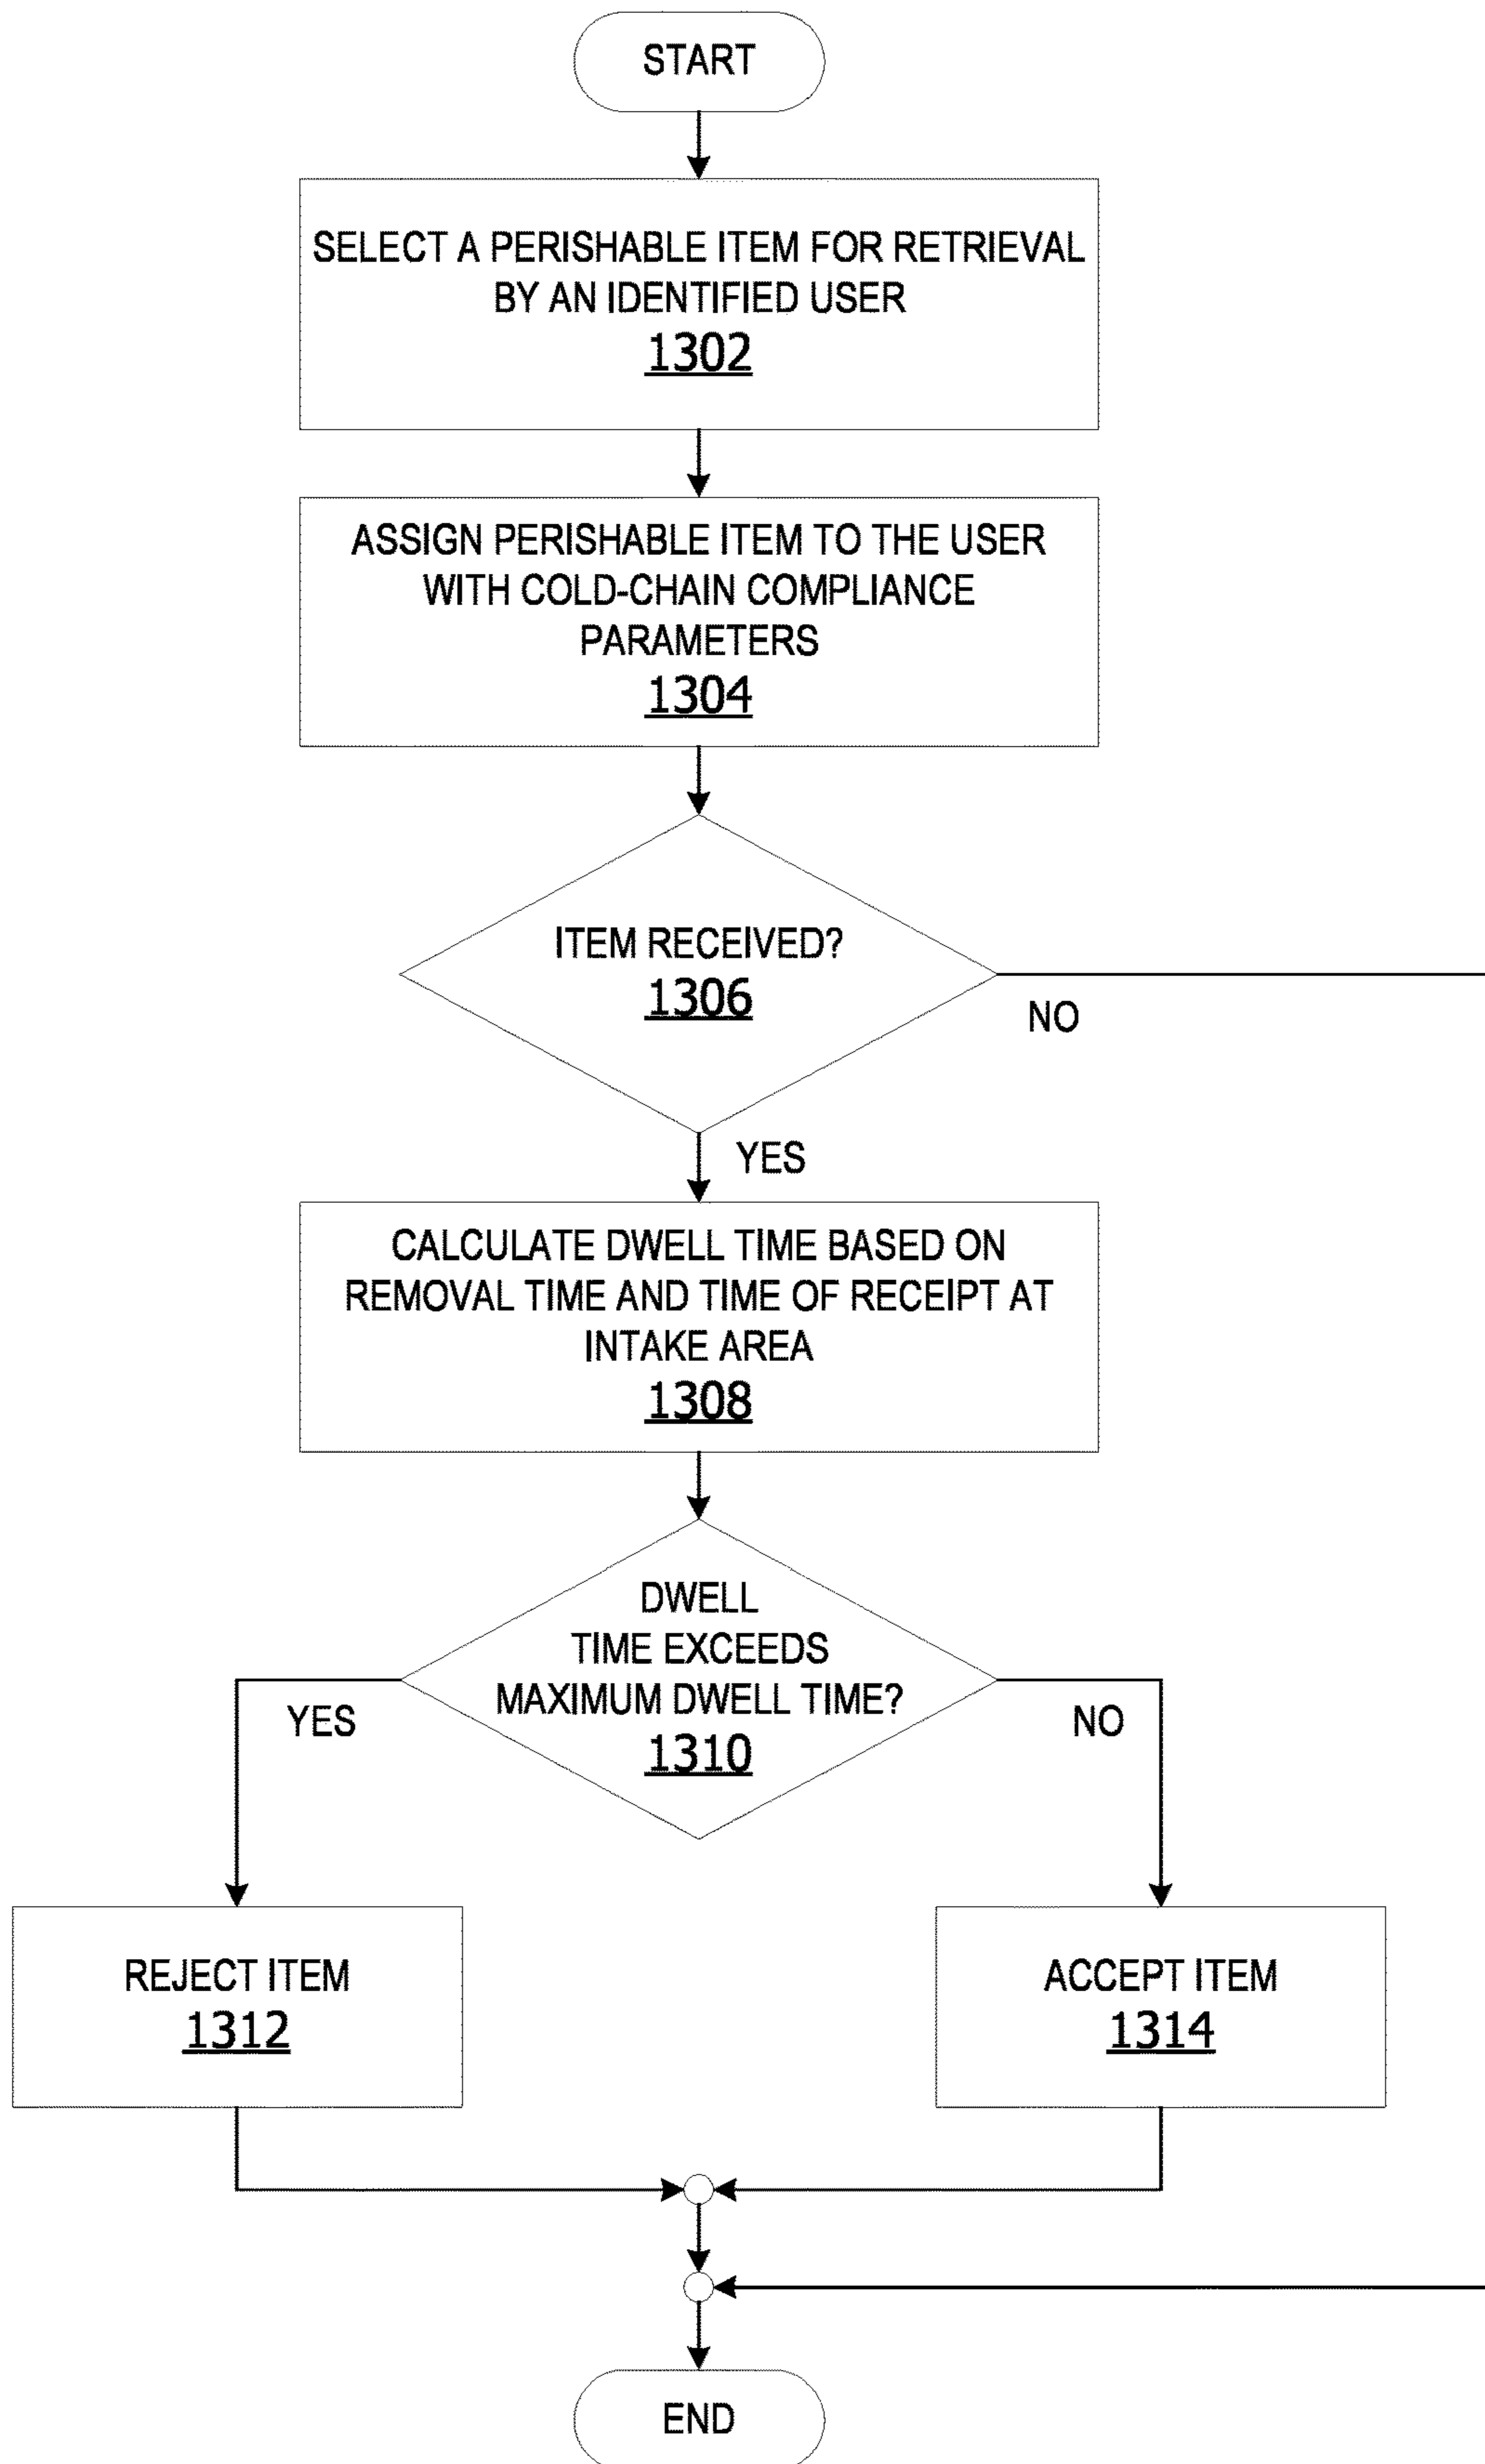 START
SELECT A PERISHABLE ITEM FOR RETRIEVAL
BY AN IDENTIFIED USER
1302
ASSIGN PERISHABLE ITEM TO THE USER
WITH COLD-CHAIN COMPLIANCE
PARAMETERS
1304
ITEM RECEIVED?
1306
NO
YES
CALCULATE DWELL TIME BASED ON
REMOVAL TIME AND TIME OF RECEIPT AT
INTAKE AREA
1308
DWELL
TIME EXCEEDS
MAXIMUM DWELL TIME?
1310
YES
NO
REJECT ITEM
1312
ACCEPT ITEM
1314
END